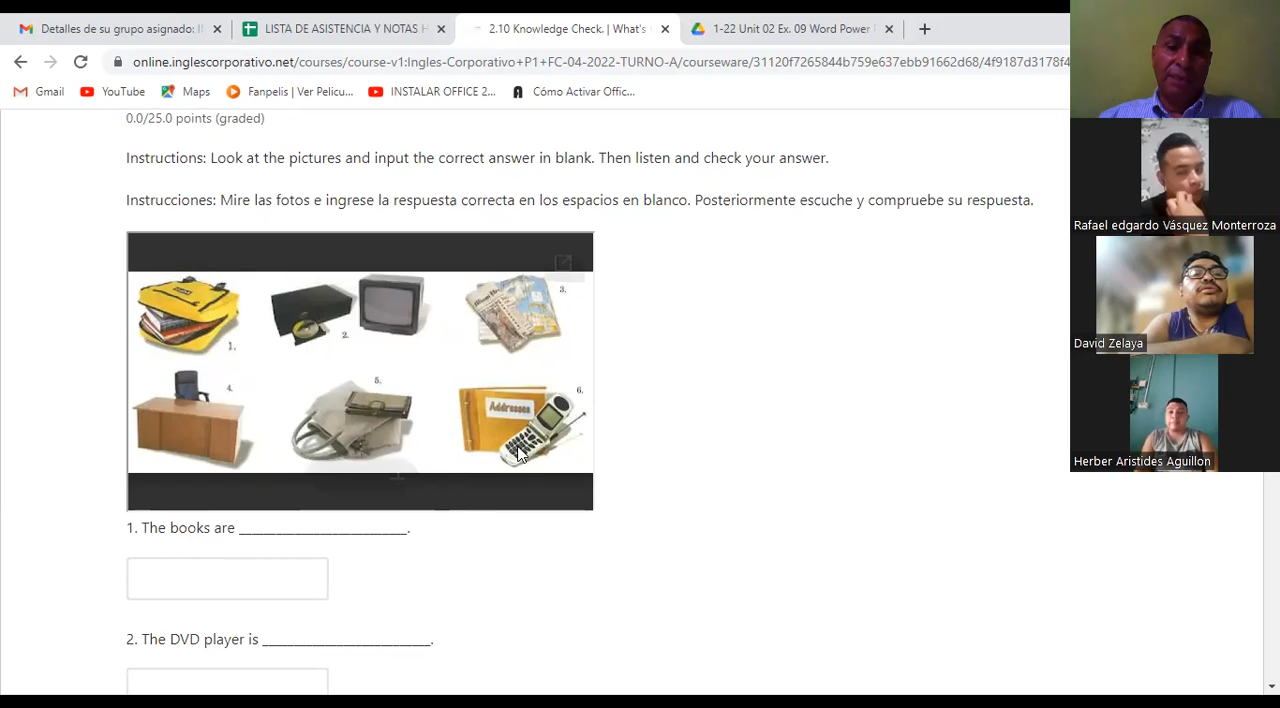 Detalles de su grupo asignado: I
LISTA DE ASISTENCIA Y NOTAS H
2.10 Knowledge Check. | What's
1-22 Unit 02 Ex. 09 Word Power
online.inglescorporativo.net/courses/course-v1:Ingles-Corporativo+P1+FC-04-2022-TURNO-A/courseware/31120f7265844b759e637ebb91662d68/4f9187d3178f4
Gmail
YouTube
Maps
Fanpelis | Ver Pelicu...
INSTALAR OFFICE 2...
Cómo Activar Offic...
0.0/25.0 points (graded)
Instructions: Look at the pictures and input the correct answer in blank. Then listen and check your answer.
Instrucciones: Mire las fotos e ingrese la respuesta correcta en los espacios en blanco. Posteriormente escuche y compruebe su respuesta.
1.
2.
3.
4.
5.
6.
Addresses
1. The books are ________________________.
2. The DVD player is ________________________.
Rafael edgardo Vásquez Monterroza
David Zelaya
Herber Aristides Aguillon